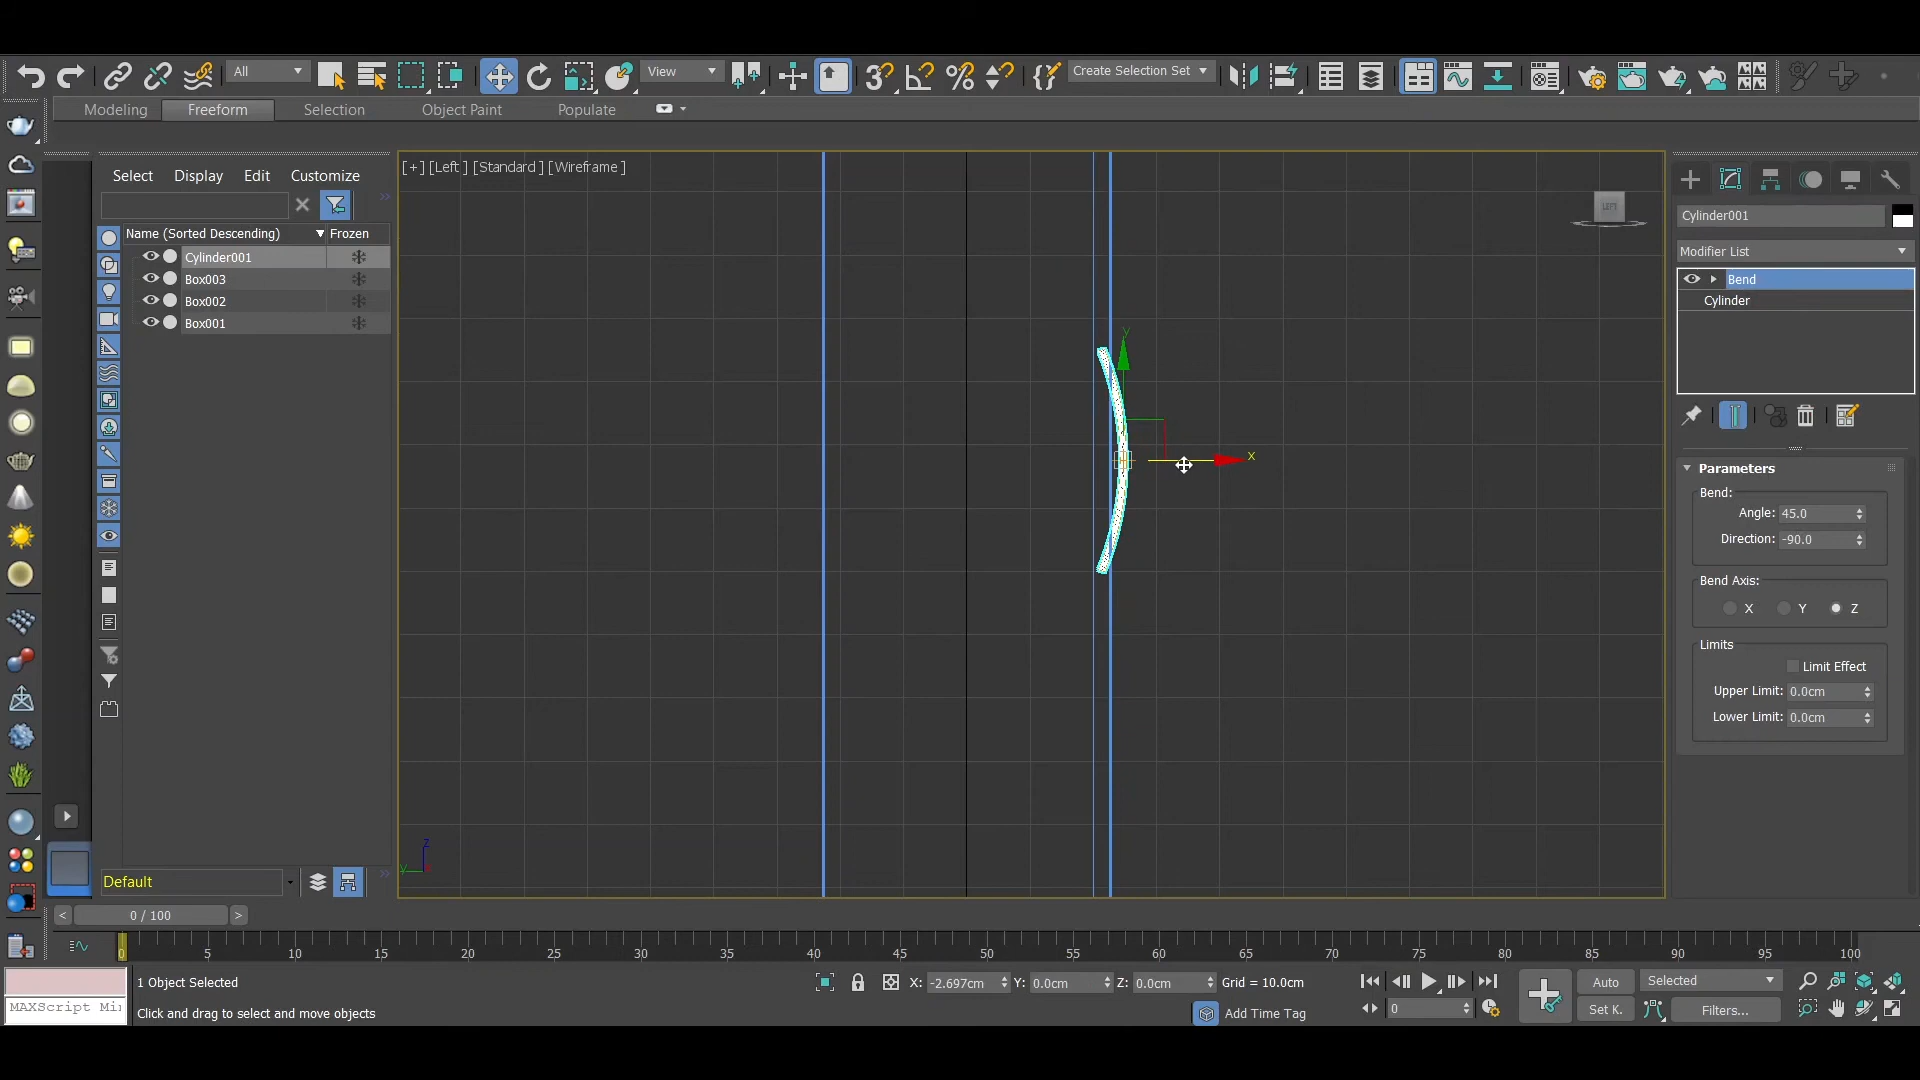 All
View
Create Selection Set
Modeling
Freeform
Selection
Object Paint
Populate
Select
Display
Edit
Customize
[+] [Left ] [Standard ] [Wireframe ]
LEFT
Cylinder001
Name (Sorted Descending)
Frozen
Modifier List
Cylinder001
Box003
Box002
Box001
Bend
Cylinder
y
x
Parameters
Bend:
Angle: 45.0
Direction: -90.0
Bend Axis:
X
Y
Z
Limits
Limit Effect
Upper Limit: 0.0cm
Lower Limit: 0.0cm
z
y
Default
< 0 / 100 >
0 5 10 15 20 25 30 35 40 45 50 55 60 65 70 75 80 85 90 95 100
1 Object Selected
X: -2.697cm Y: 0.0cm Z: 0.0cm Grid = 10.0cm
Auto
Selected
MAXScript Mi
Click and drag to select and move objects
Add Time Tag
0
Set K.
Filters...